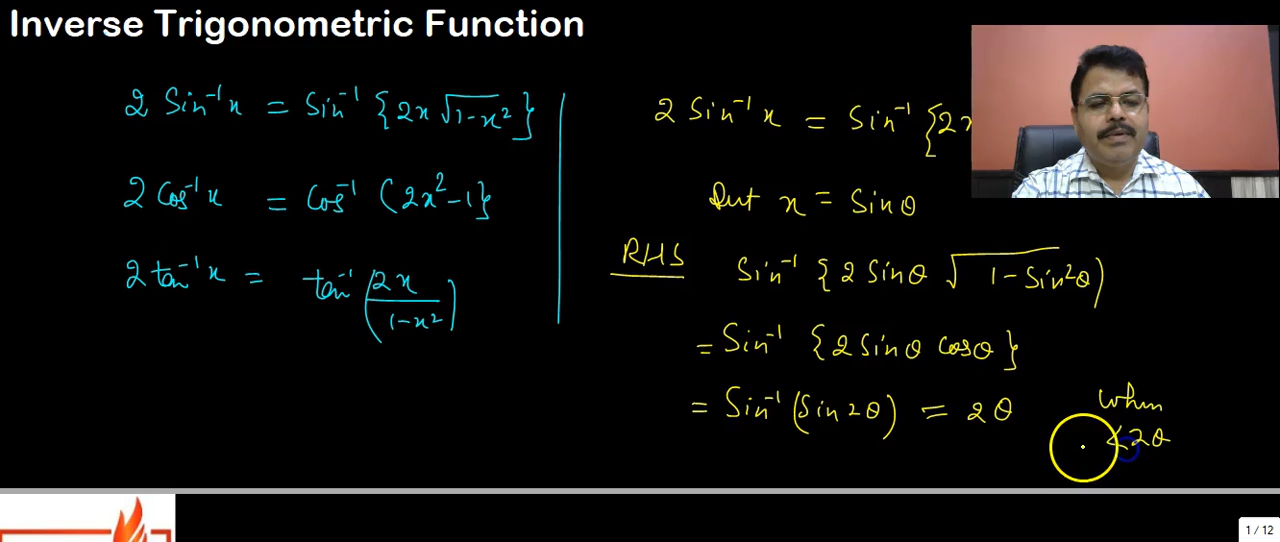 Inverse Trigonometric Function
2 Sin⁻¹x = Sin⁻¹ {2x √1-x²}
2 Cos⁻¹x = Cos⁻¹ (2x²-1}
2 tan⁻¹x = tan⁻¹ (2x/1-x²)
2 Sin⁻¹x = Sin⁻¹ {2x
Put x = Sinθ
RHS Sin⁻¹ {2 Sinθ √1-Sin²θ)
= Sin⁻¹ {2 Sinθ Cosθ}
= Sin⁻¹ (Sin 2θ) = 2θ
when
< 2θ
1 / 12